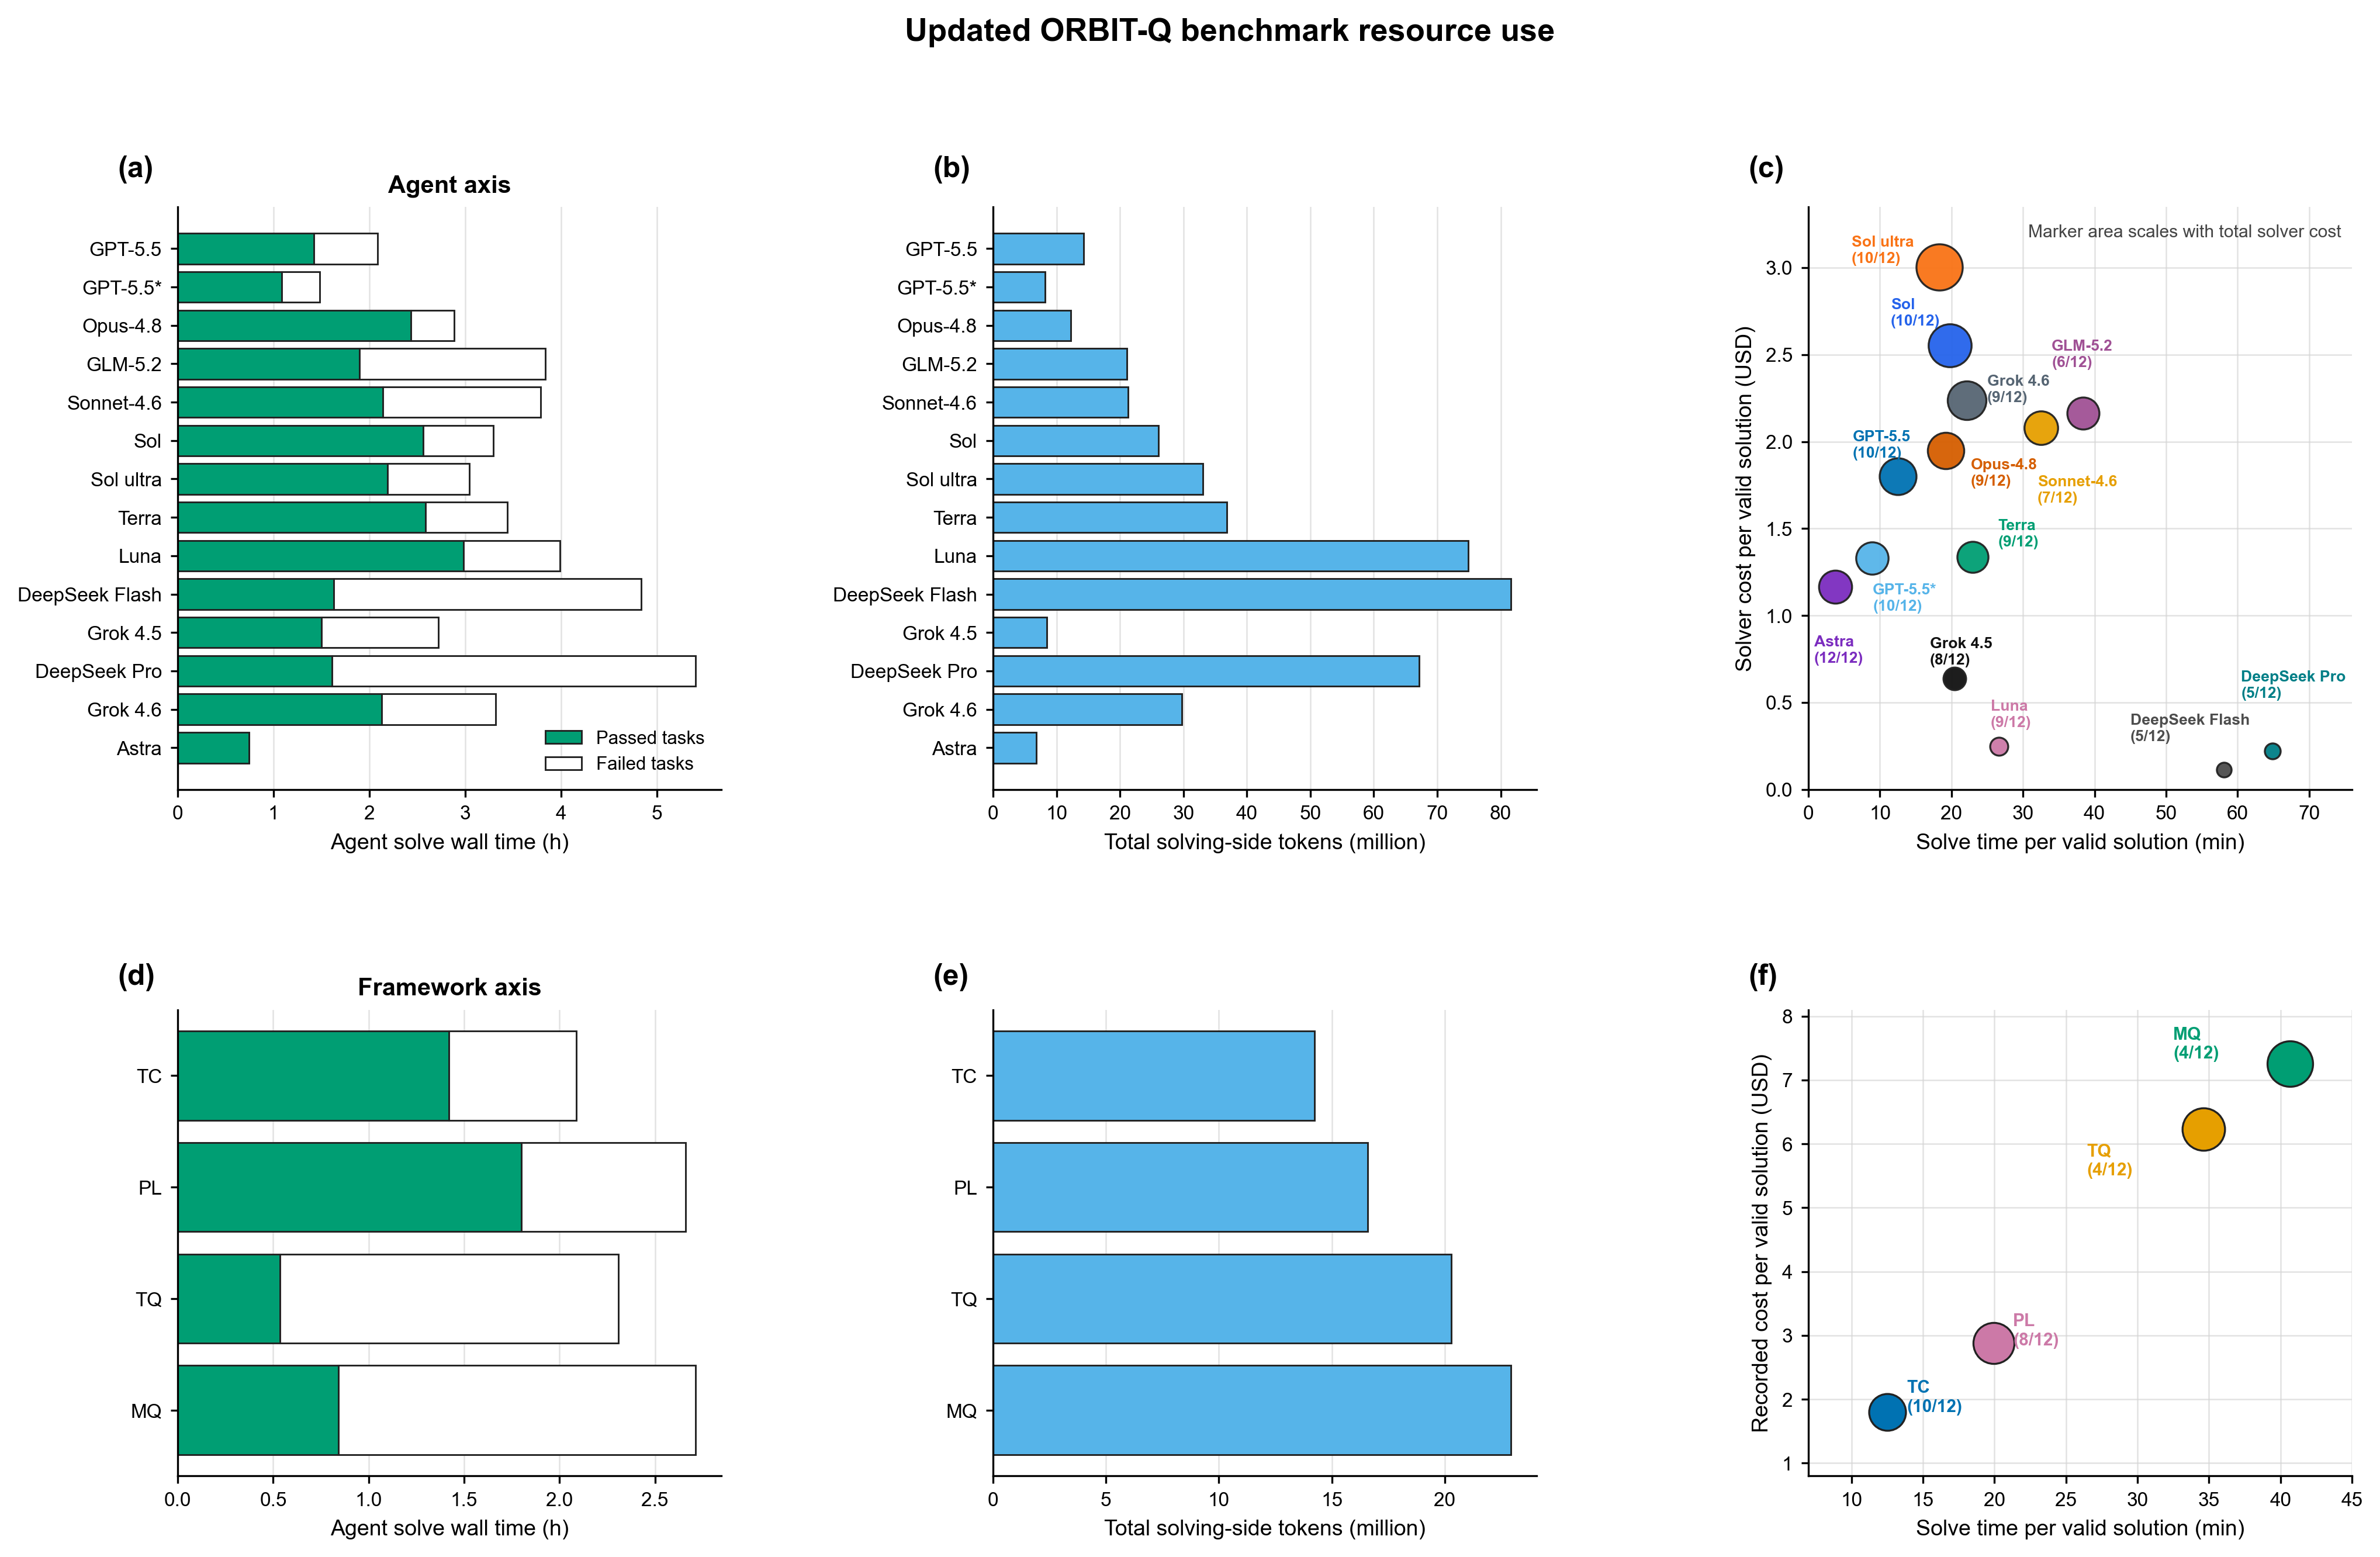 Updated ORBIT-Q benchmark resource use
(a)
Agent axis
GPT-5.5
GPT-5.5*
Opus-4.8
GLM-5.2
Sonnet-4.6
Sol
Sol ultra
Terra
Luna
DeepSeek Flash
Grok 4.5
DeepSeek Pro
Grok 4.6
Astra
Passed tasks
Failed tasks
0 1 2 3 4 5
Agent solve wall time (h)
(b)
GPT-5.5
GPT-5.5*
Opus-4.8
GLM-5.2
Sonnet-4.6
Sol
Sol ultra
Terra
Luna
DeepSeek Flash
Grok 4.5
DeepSeek Pro
Grok 4.6
Astra
0 10 20 30 40 50 60 70 80
Total solving-side tokens (million)
(c)
Marker area scales with total solver cost
Solver cost per valid solution (USD)
3.0
2.5
2.0
1.5
1.0
0.5
0.0
Sol ultra
(10/12)
Sol
(10/12)
GLM-5.2
(6/12)
Grok 4.6
(9/12)
GPT-5.5
(10/12)
Opus-4.8
(9/12)
Sonnet-4.6
(7/12)
Terra
(9/12)
GPT-5.5*
(10/12)
Astra
(12/12)
Grok 4.5
(8/12)
Luna
(9/12)
DeepSeek Pro
(5/12)
DeepSeek Flash
(5/12)
0 10 20 30 40 50 60 70
Solve time per valid solution (min)
(d)
Framework axis
TC
PL
TQ
MQ
0.0 0.5 1.0 1.5 2.0 2.5
Agent solve wall time (h)
(e)
TC
PL
TQ
MQ
0 5 10 15 20
Total solving-side tokens (million)
(f)
Recorded cost per valid solution (USD)
8
7
6
5
4
3
2
1
MQ
(4/12)
TQ
(4/12)
PL
(8/12)
TC
(10/12)
10 15 20 25 30 35 40 45
Solve time per valid solution (min)